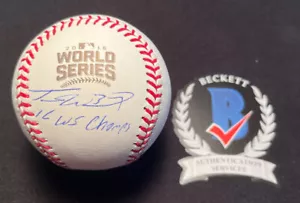 2016
WORLD
SERIES
16 WS Champs
BECKETT
B
AUTHENTICATION
SERVICES